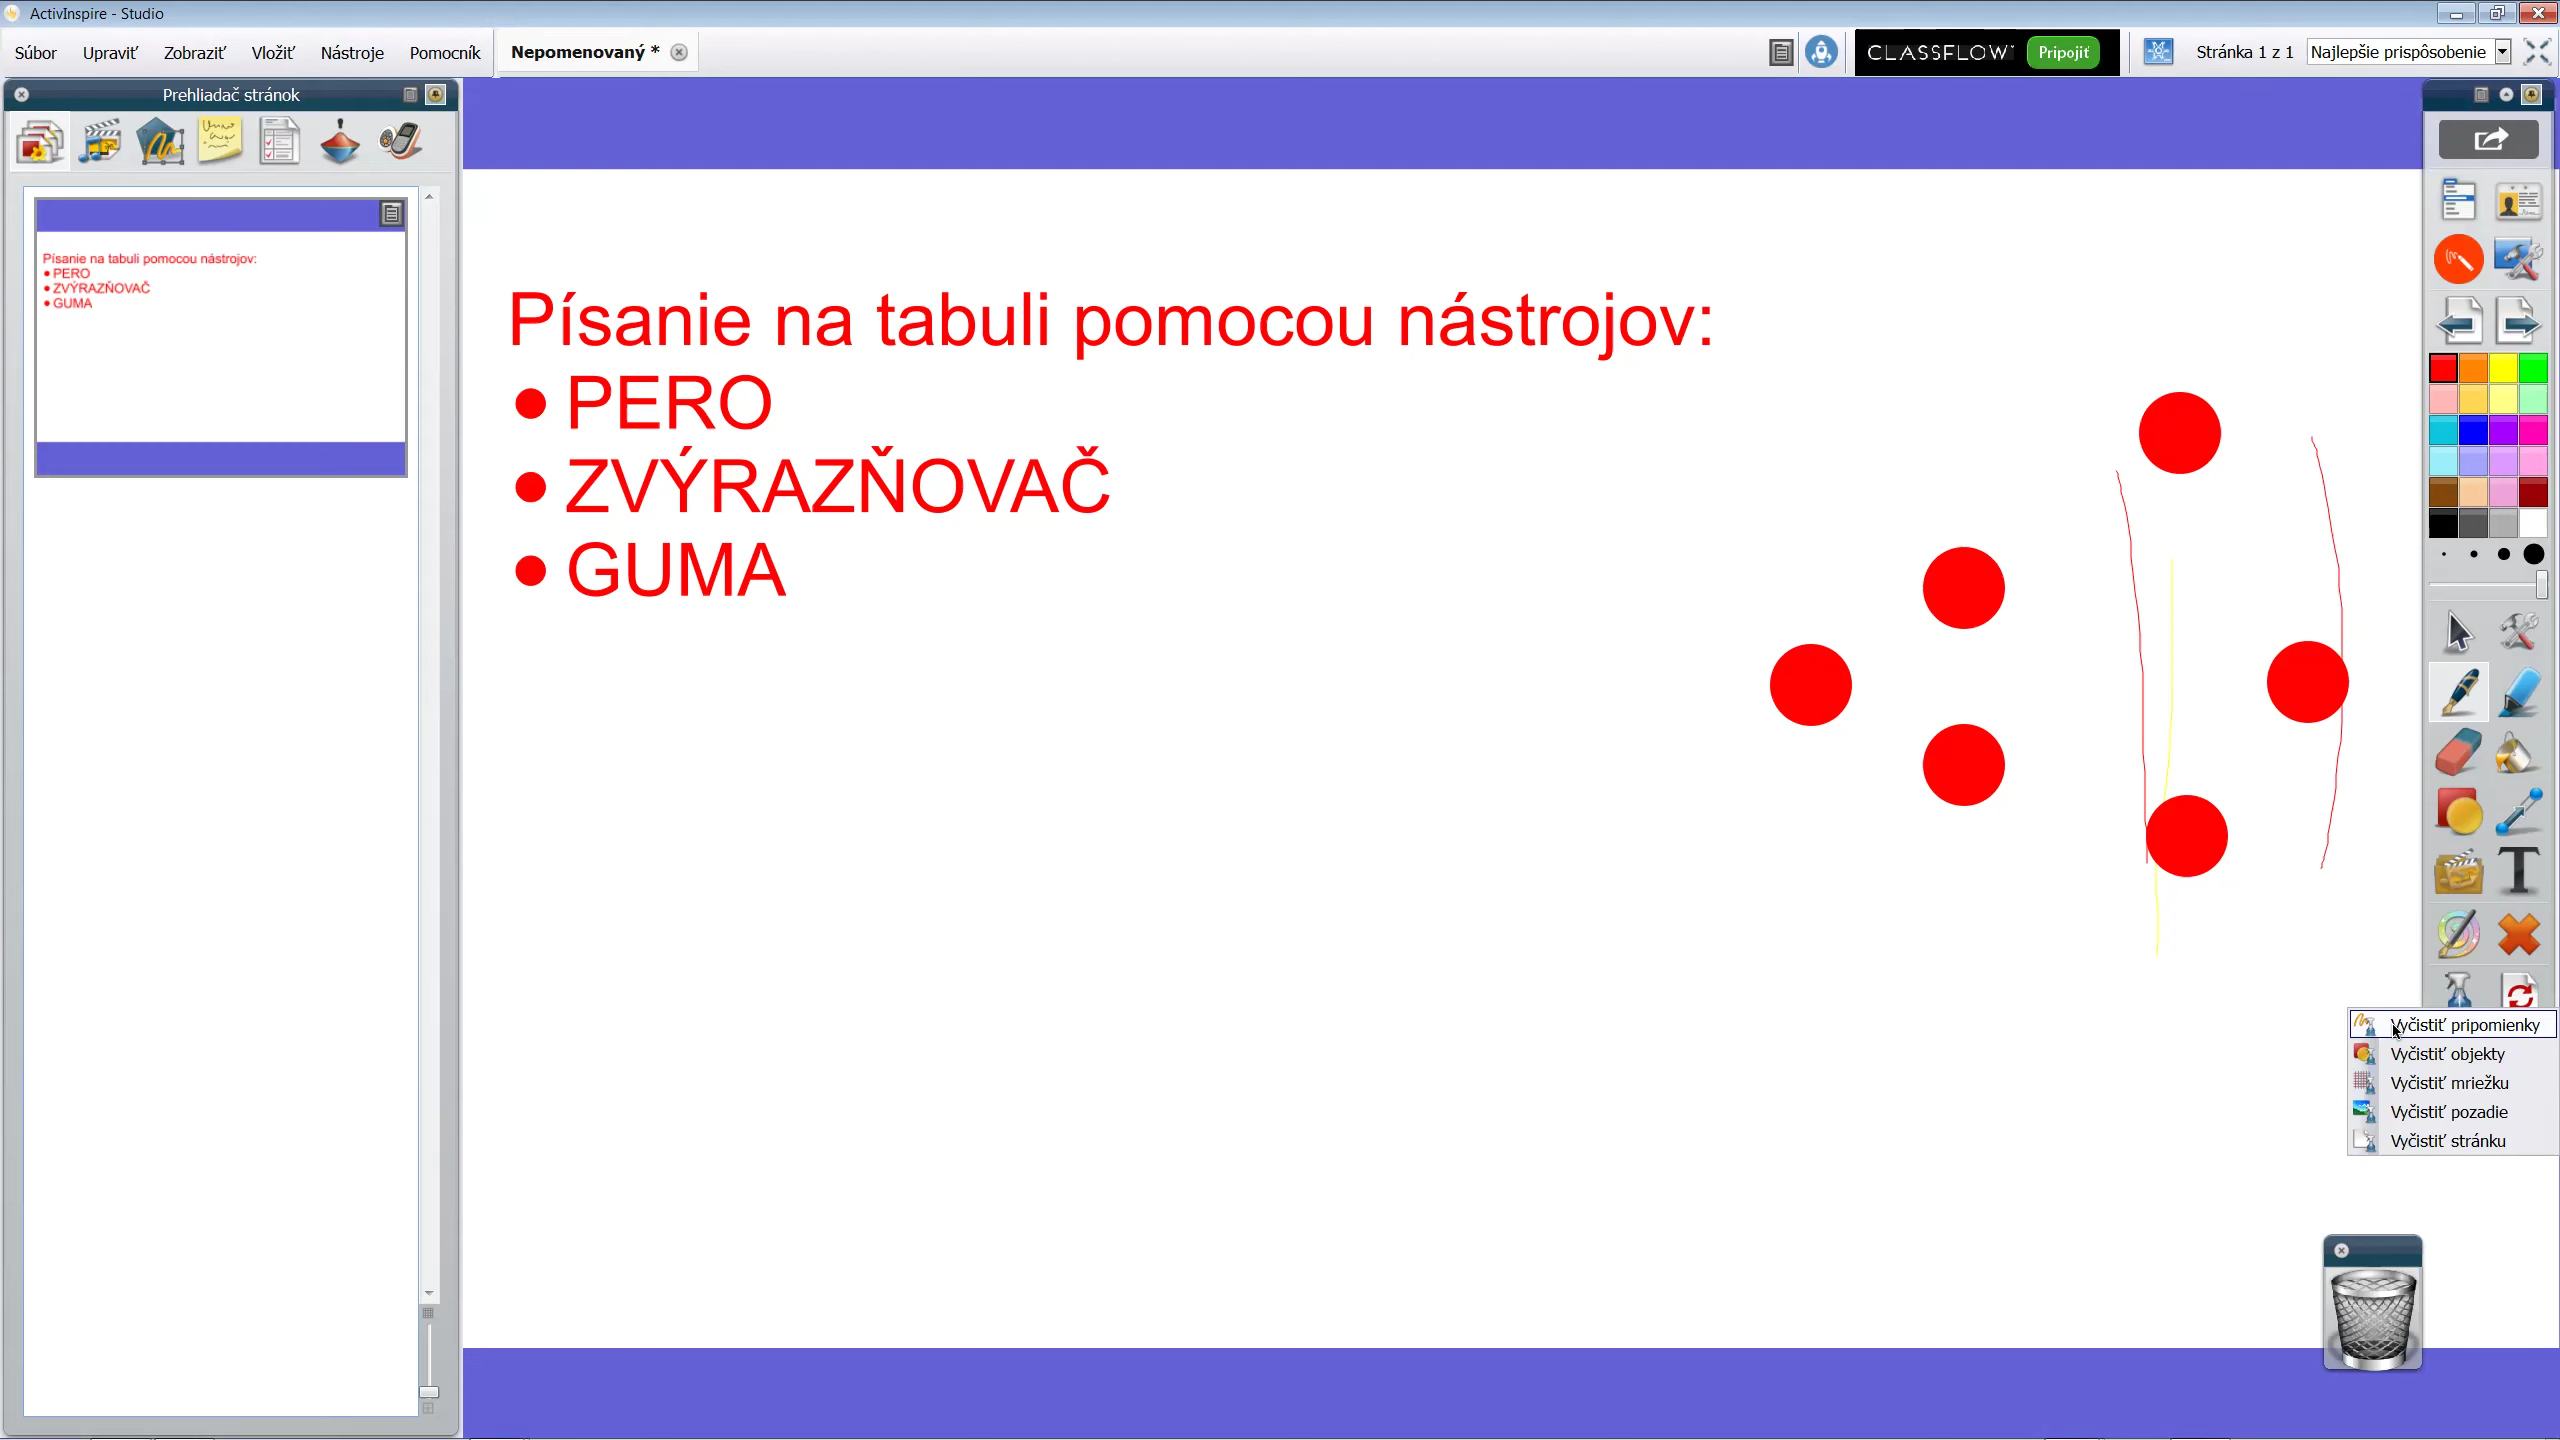 ActivInspire - Studio
Súbor Upraviť Zobraziť Vložiť Nástroje Pomocník
Nepomenovaný *
CLASSFLOW Pripojiť
Stránka 1 z 1 Najlepšie prispôsobenie
Prehliadač stránok
Písanie na tabuli pomocou nástrojov:
● PERO
● ZVÝRAZŇOVAČ
● GUMA
Písanie na tabuli pomocou nástrojov:
● PERO
● ZVÝRAZŇOVAČ
● GUMA
T
Vyčistiť pripomienky
Vyčistiť objekty
Vyčistiť mriežku
Vyčistiť pozadie
Vyčistiť stránku